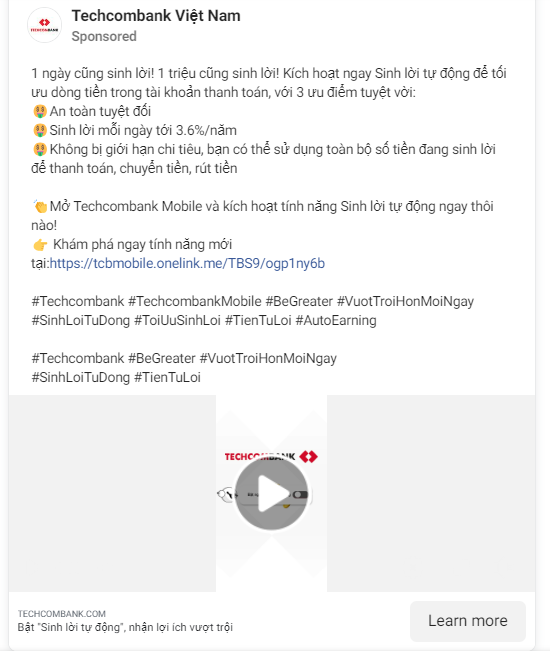 Techcombank Việt Nam
Sponsored
1 ngày cũng sinh lời! 1 triệu cũng sinh lời! Kích hoạt ngay Sinh lời tự động để tối
ưu dòng tiền trong tài khoản thanh toán, với 3 ưu điểm tuyệt vời:
🤑An toàn tuyệt đối
🤑Sinh lời mỗi ngày tới 3.6%/năm
🤑Không bị giới hạn chi tiêu, bạn có thể sử dụng toàn bộ số tiền đang sinh lời
để thanh toán, chuyển tiền, rút tiền
👏Mở Techcombank Mobile và kích hoạt tính năng Sinh lời tự động ngay thôi
nào!
👉 Khám phá ngay tính năng mới
tại:https://tcbmobile.onelink.me/TBS9/ogp1ny6b
#Techcombank #TechcombankMobile #BeGreater #VuotTroiHonMoiNgay
#SinhLoiTuDong #ToiUuSinhLoi #TienTuLoi #AutoEarning
#Techcombank #BeGreater #VuotTroiHonMoiNgay
#SinhLoiTuDong #TienTuLoi
TECHCOMBANK
TECHCOMBANK.COM
Bật "Sinh lời tự động", nhận lợi ích vượt trội
Learn more